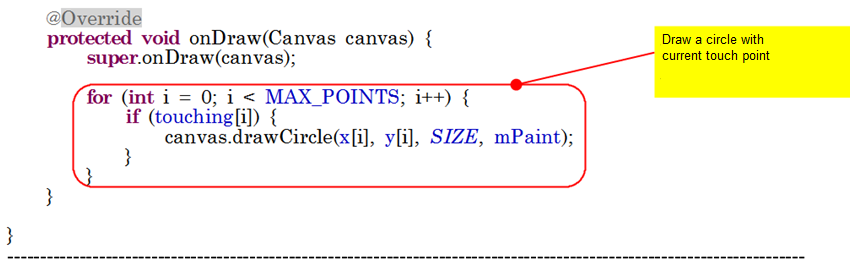 @Override
protected void onDraw(Canvas canvas) {
super.onDraw(canvas);
for (int i = 0; i < MAX_POINTS; i++) {
if (touching[i]) {
canvas.drawCircle(x[i], y[i], SIZE, mPaint);
}
}
}
}
Draw a circle with
current touch point